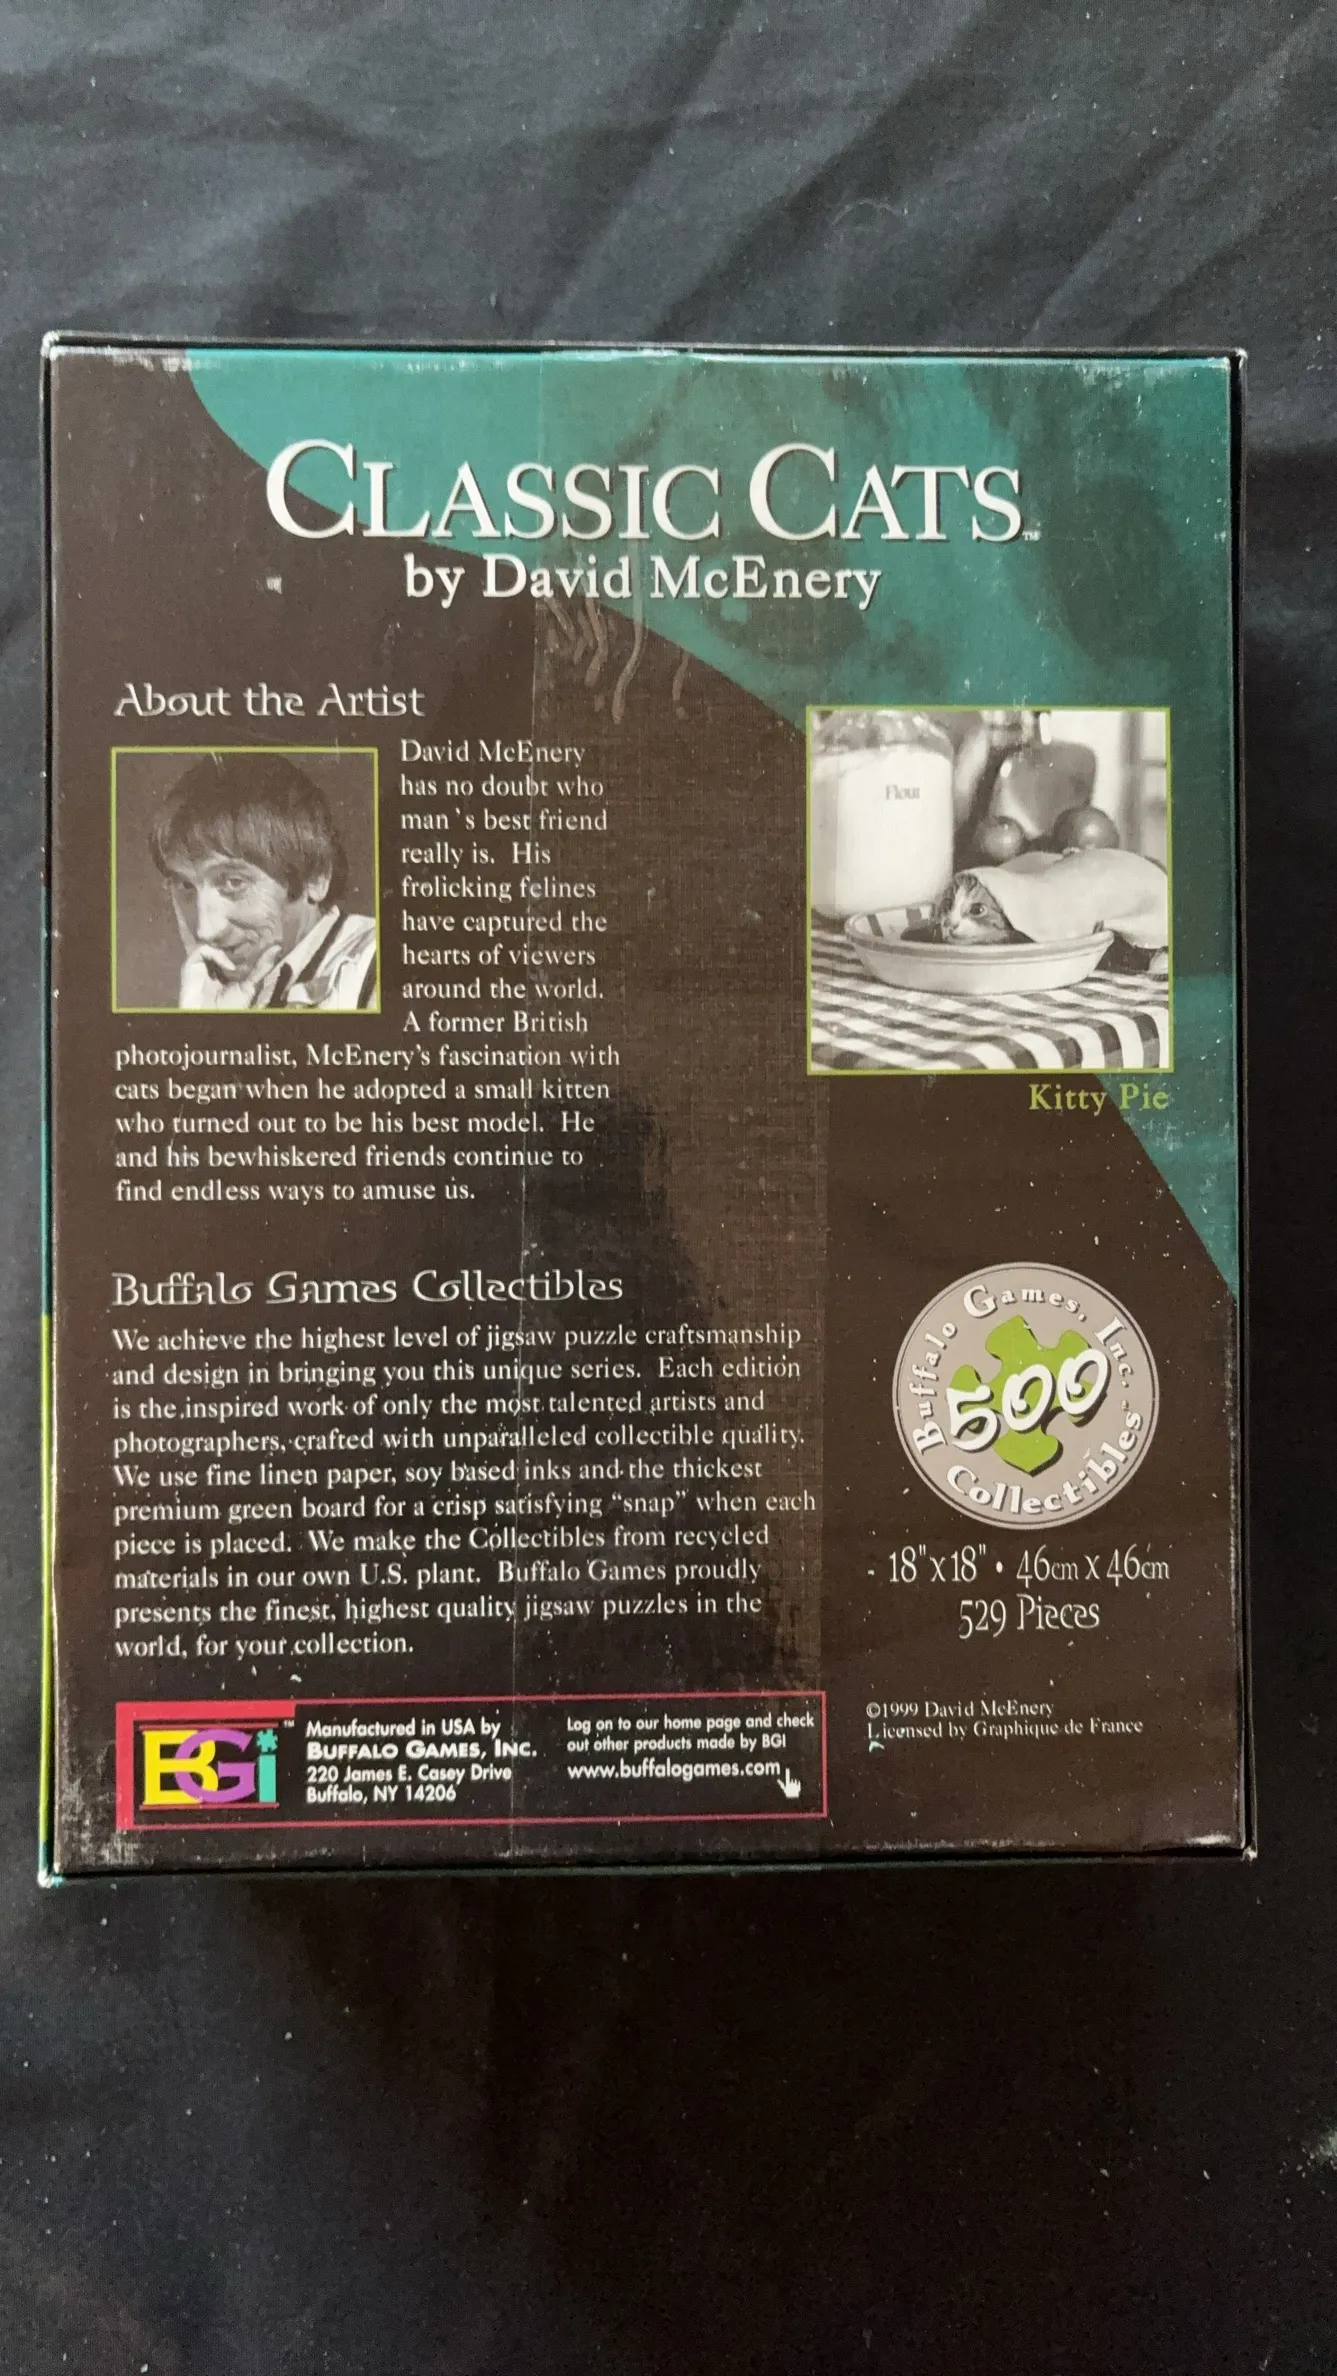 CLASSIC CATS™
by David McEnery
About the Artist
David McEnery
has no doubt who
man's best friend
really is. His
frolicking felines
have captured the
hearts of viewers
around the world.
A former British
photojournalist, McEnery's fascination with
cats began when he adopted a small kitten
who turned out to be his best model. He
and his bewhiskered friends continue to
find endless ways to amuse us.
Flour
Kitty Pie
Buffalo Games Collectibles
We achieve the highest level of jigsaw puzzle craftsmanship
and design in bringing you this unique series. Each edition
is the inspired work of only the most talented artists and
photographers, crafted with unparalleled collectible quality.
We use fine linen paper, soy based inks and the thickest
premium green board for a crisp satisfying “snap” when each
piece is placed. We make the Collectibles from recycled
materials in our own U.S. plant. Buffalo Games proudly
presents the finest, highest quality jigsaw puzzles in the
world, for your collection.
Buffalo Games, Inc.
500
Collectibles™
18"x18" • 46cm X 46cm
529 Pieces
BGi™
Manufactured in USA by
BUFFALO GAMES, INC.
220 James E. Casey Drive
Buffalo, NY 14206
Log on to our home page and check
out other products made by BGI
www.buffalogames.com
©1999 David McEnery
Licensed by Graphique de France